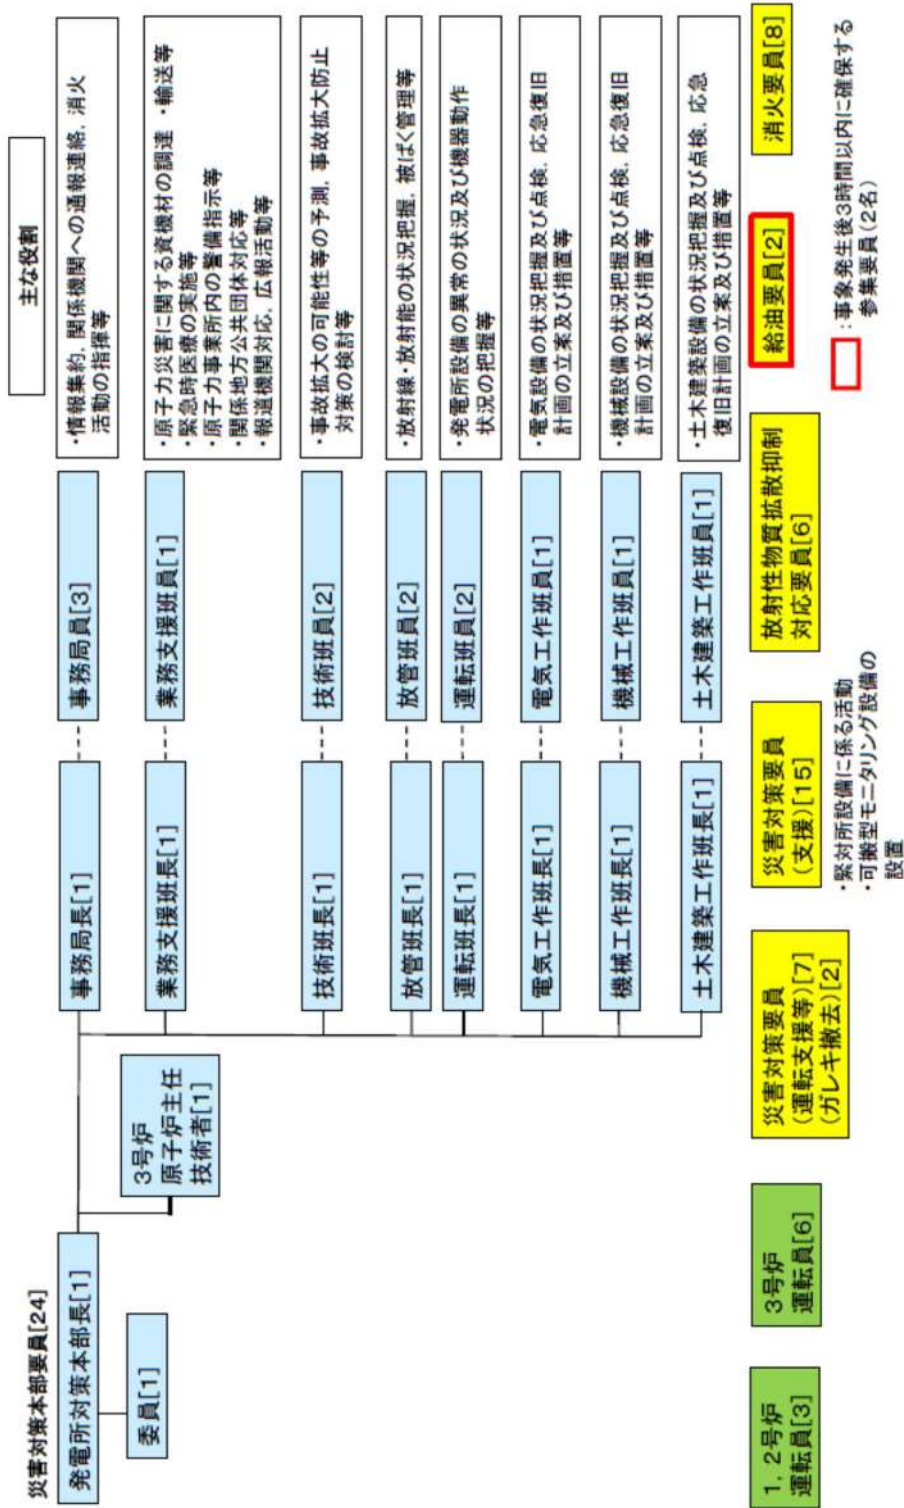 災害対策本部要員[24]
発電所対策本部長[1]
委員[1]
3号炉
原子炉主任
技術者[1]
主な役割
事務局長[1]
事務局員[3]
・情報集約,関係機関への通報連絡,消火
活動の指揮等
業務支援班長[1]
業務支援班員[1]
・原子力災害に関する資機材の調達・輸送等
・緊急時医療の実施等
・原子力事業所内の警備指示等
・関係地方公共団体対応等
・報道機関対応,広報活動等
技術班長[1]
技術班員[2]
・事故拡大の可能性等の予測,事故拡大防止
対策の検討等
放管班長[1]
放管班員[2]
・放射線・放射能の状況把握,被ばく管理等
運転班長[1]
運転班員[2]
・発電所設備の異常の状況及び機器動作
状況の把握等
電気工作班長[1]
電気工作班員[1]
・電気設備の状況把握及び点検,応急復旧
計画の立案及び措置等
機械工作班長[1]
機械工作班員[1]
・機械設備の状況把握及び点検,応急復旧
計画の立案及び措置等
土木建築工作班長[1]
土木建築工作班員[1]
・土木建築設備の状況把握及び点検,応急
復旧計画の立案及び措置等
1,2号炉
運転員[3]
3号炉
運転員[6]
災害対策要員
(運転支援等)[7]
(ガレキ撤去)[2]
災害対策要員
(支援)[15]
・緊対所設備に係る活動
・可搬型モニタリング設備の
設置
放射性物質拡散抑制
対応要員[6]
給油要員[2]
消火要員[8]
:事象発生後3時間以内に確保する
参集要員(2名)